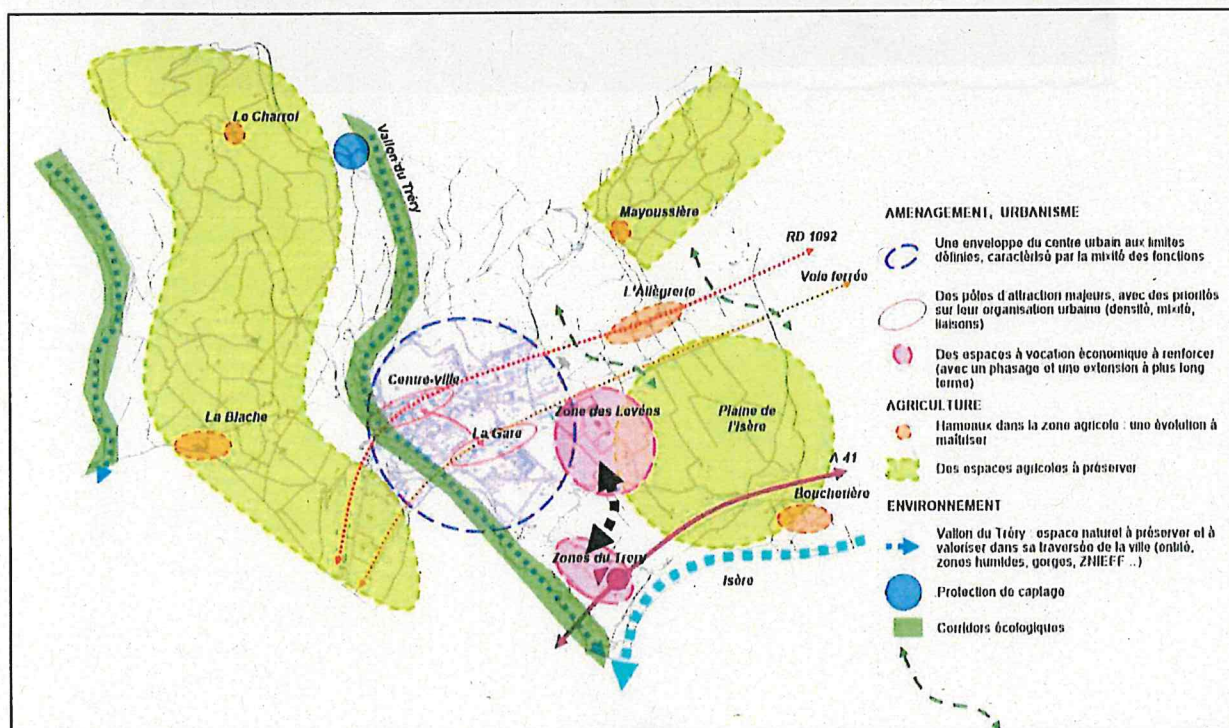 Le Charroi
Vallon du Tréry
Mayoussière
RD 1092
Voie ferrée
L'Allègrerie
Centre-ville
La Blache
La Gare
Zone des Levées
Plaine de
l'Isère
A 41
Bouchetière
Zones du Tréry
Isère
AMENAGEMENT, URBANISME
Une enveloppe du centre urbain aux limites
définies, caractérisé par la mixité des fonctions
Des pôles d'attraction majeurs, avec des priorités
sur leur organisation urbaine (densité, mixité,
liaisons)
Des espaces à vocation économique à renforcer
(avec un phasage et une extension à plus long
terme)
AGRICULTURE
Hameaux dans la zone agricole : une évolution à
maîtriser
Des espaces agricoles à préserver
ENVIRONNEMENT
Vallon du Tréry : espace naturel à préserver et à
valoriser dans sa traversée de la ville (entité,
zones humides, gorges, ZNIEFF ...)
Protection de captage
Corridors écologiques